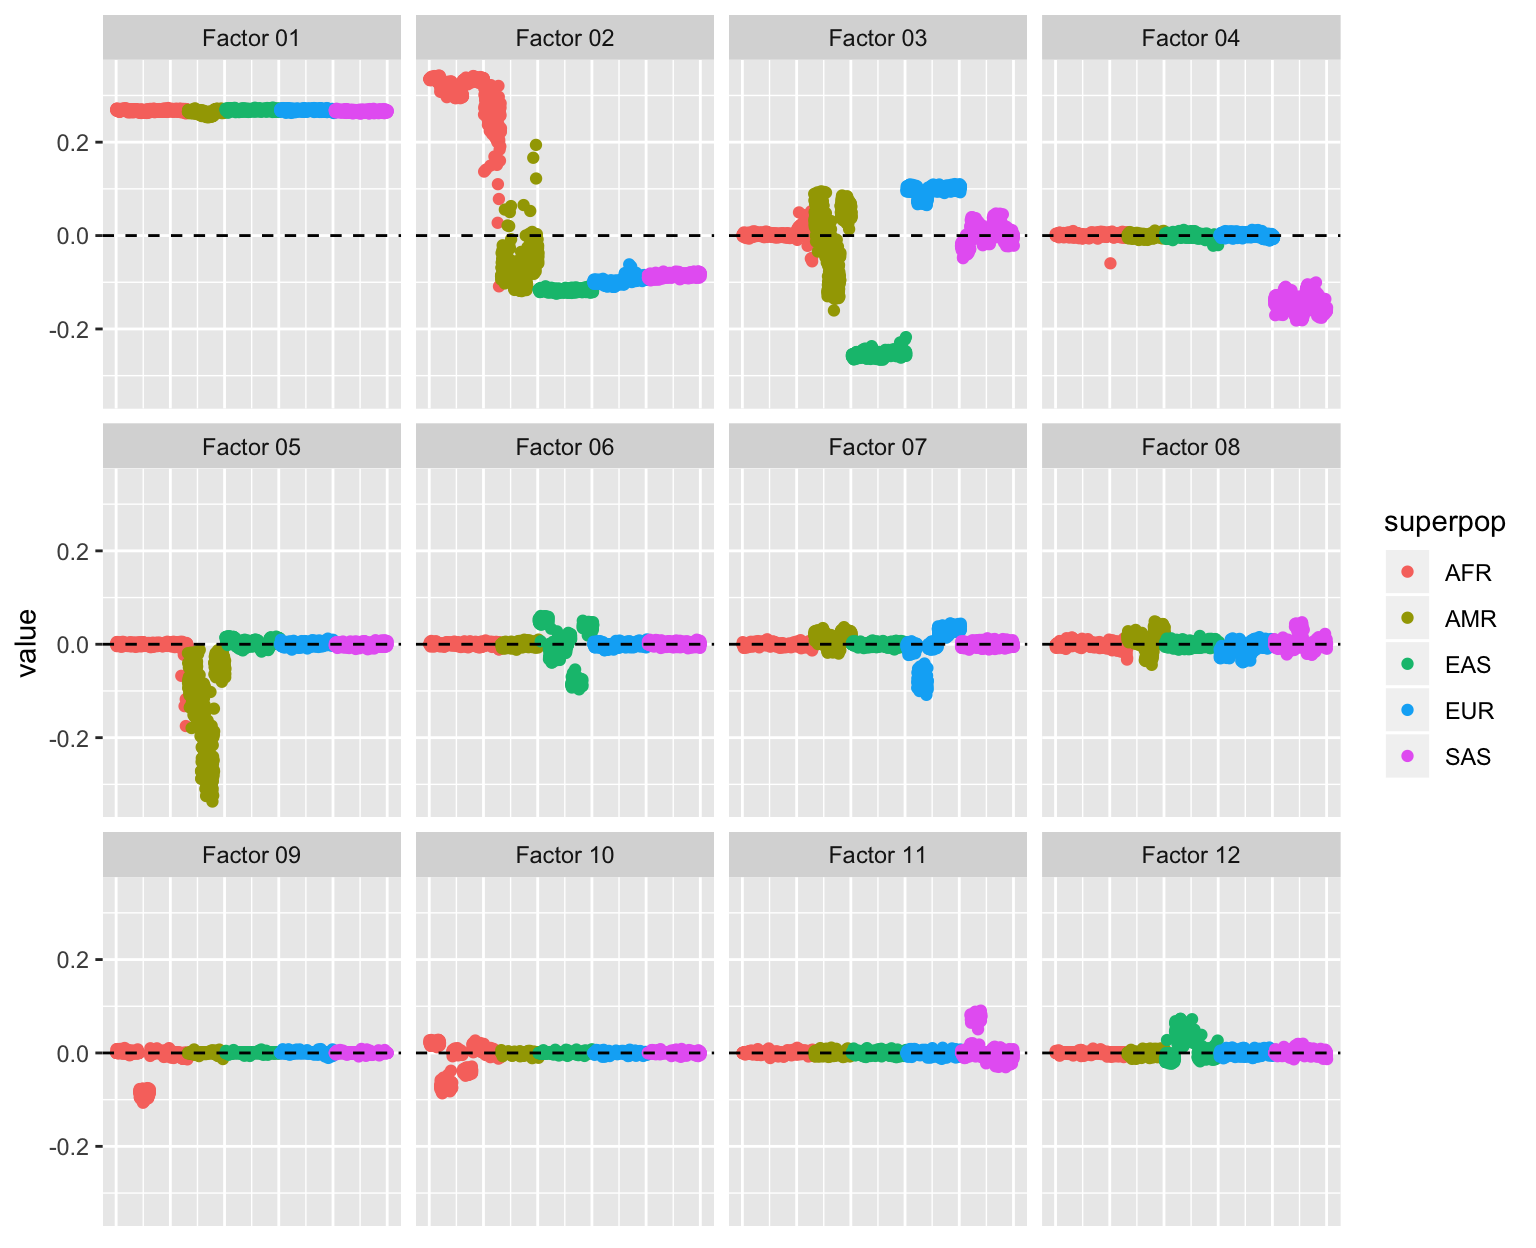 Factor 01
Factor 02
Factor 03
Factor 04
0.2
0.0
-0.2
Factor 05
Factor 06
Factor 07
Factor 08
0.2
0.0
-0.2
Factor 09
Factor 10
Factor 11
Factor 12
0.2
0.0
-0.2
value
superpop
AFR
AMR
EAS
EUR
SAS